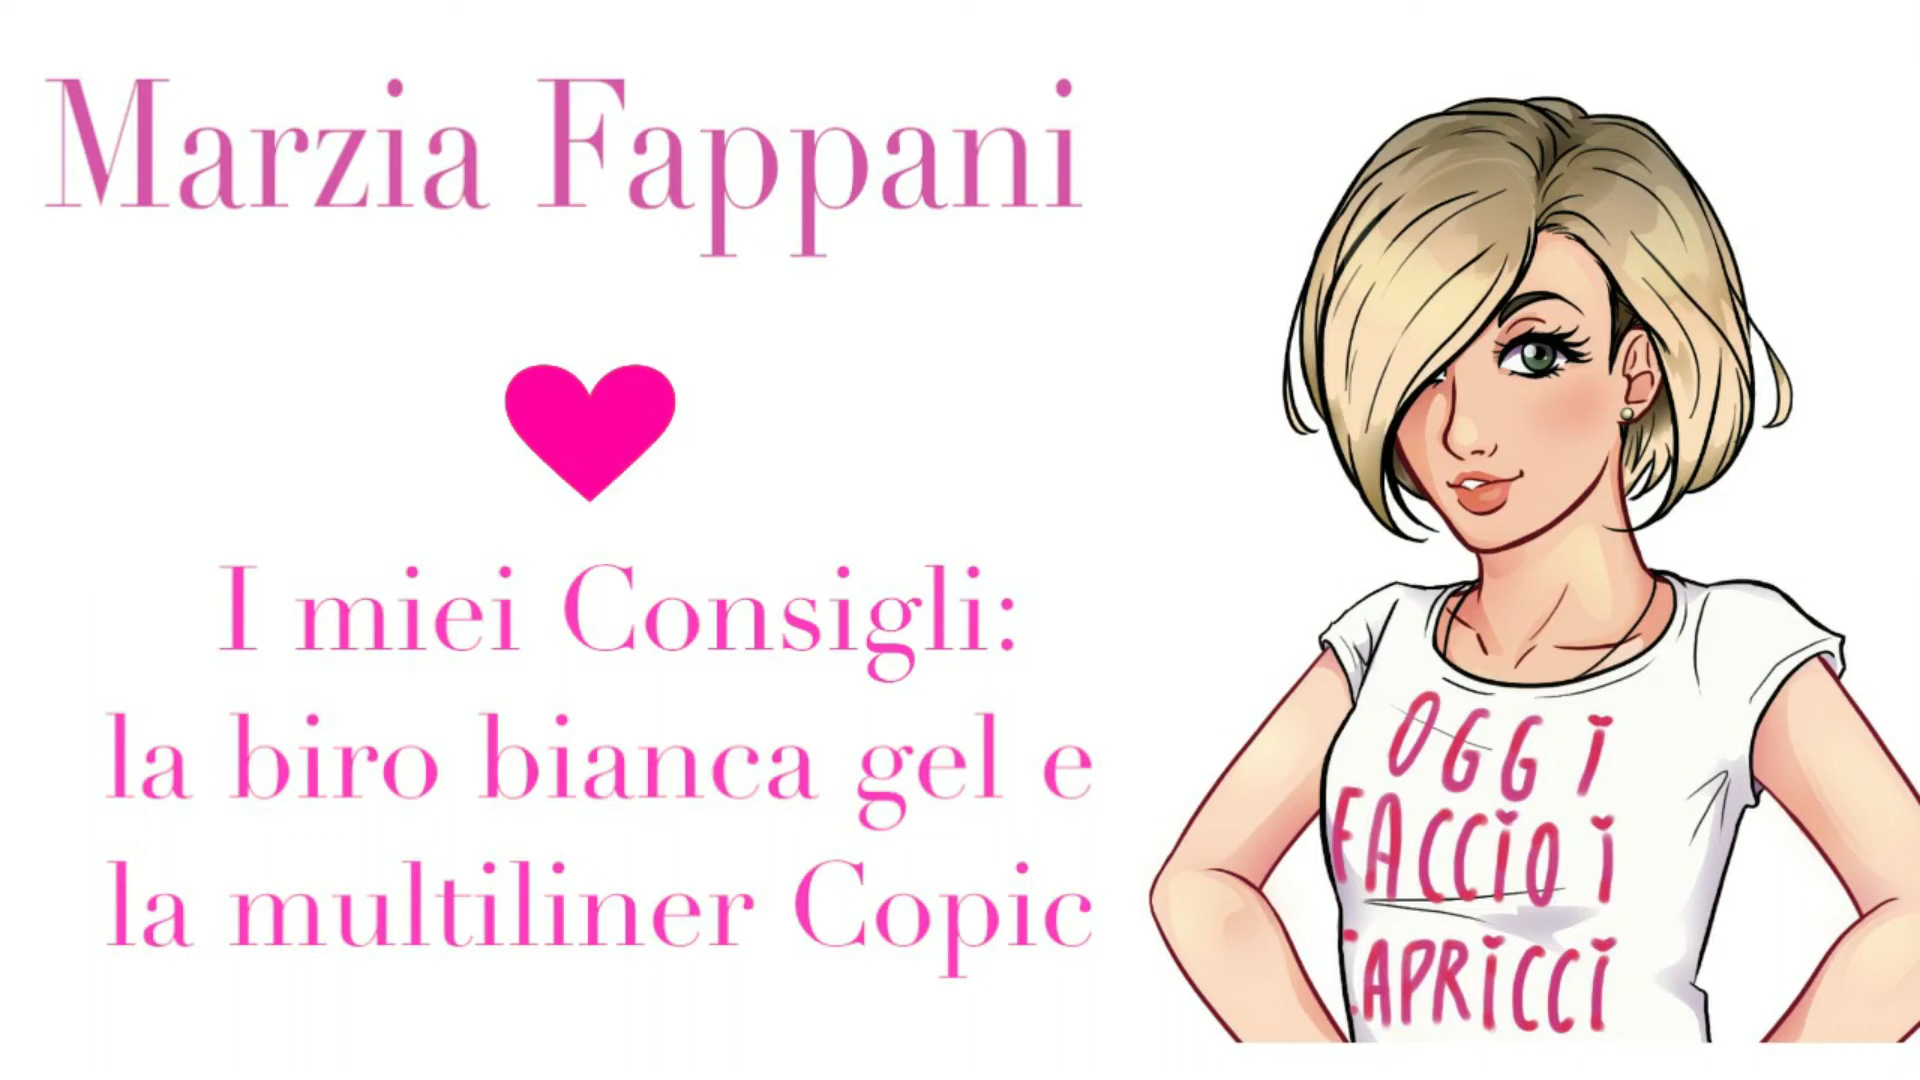 Marzia Fappani
I miei Consigli:
la biro bianca gel e
la multiliner Copic
OGGI
FACCIO i
CAPRICCI